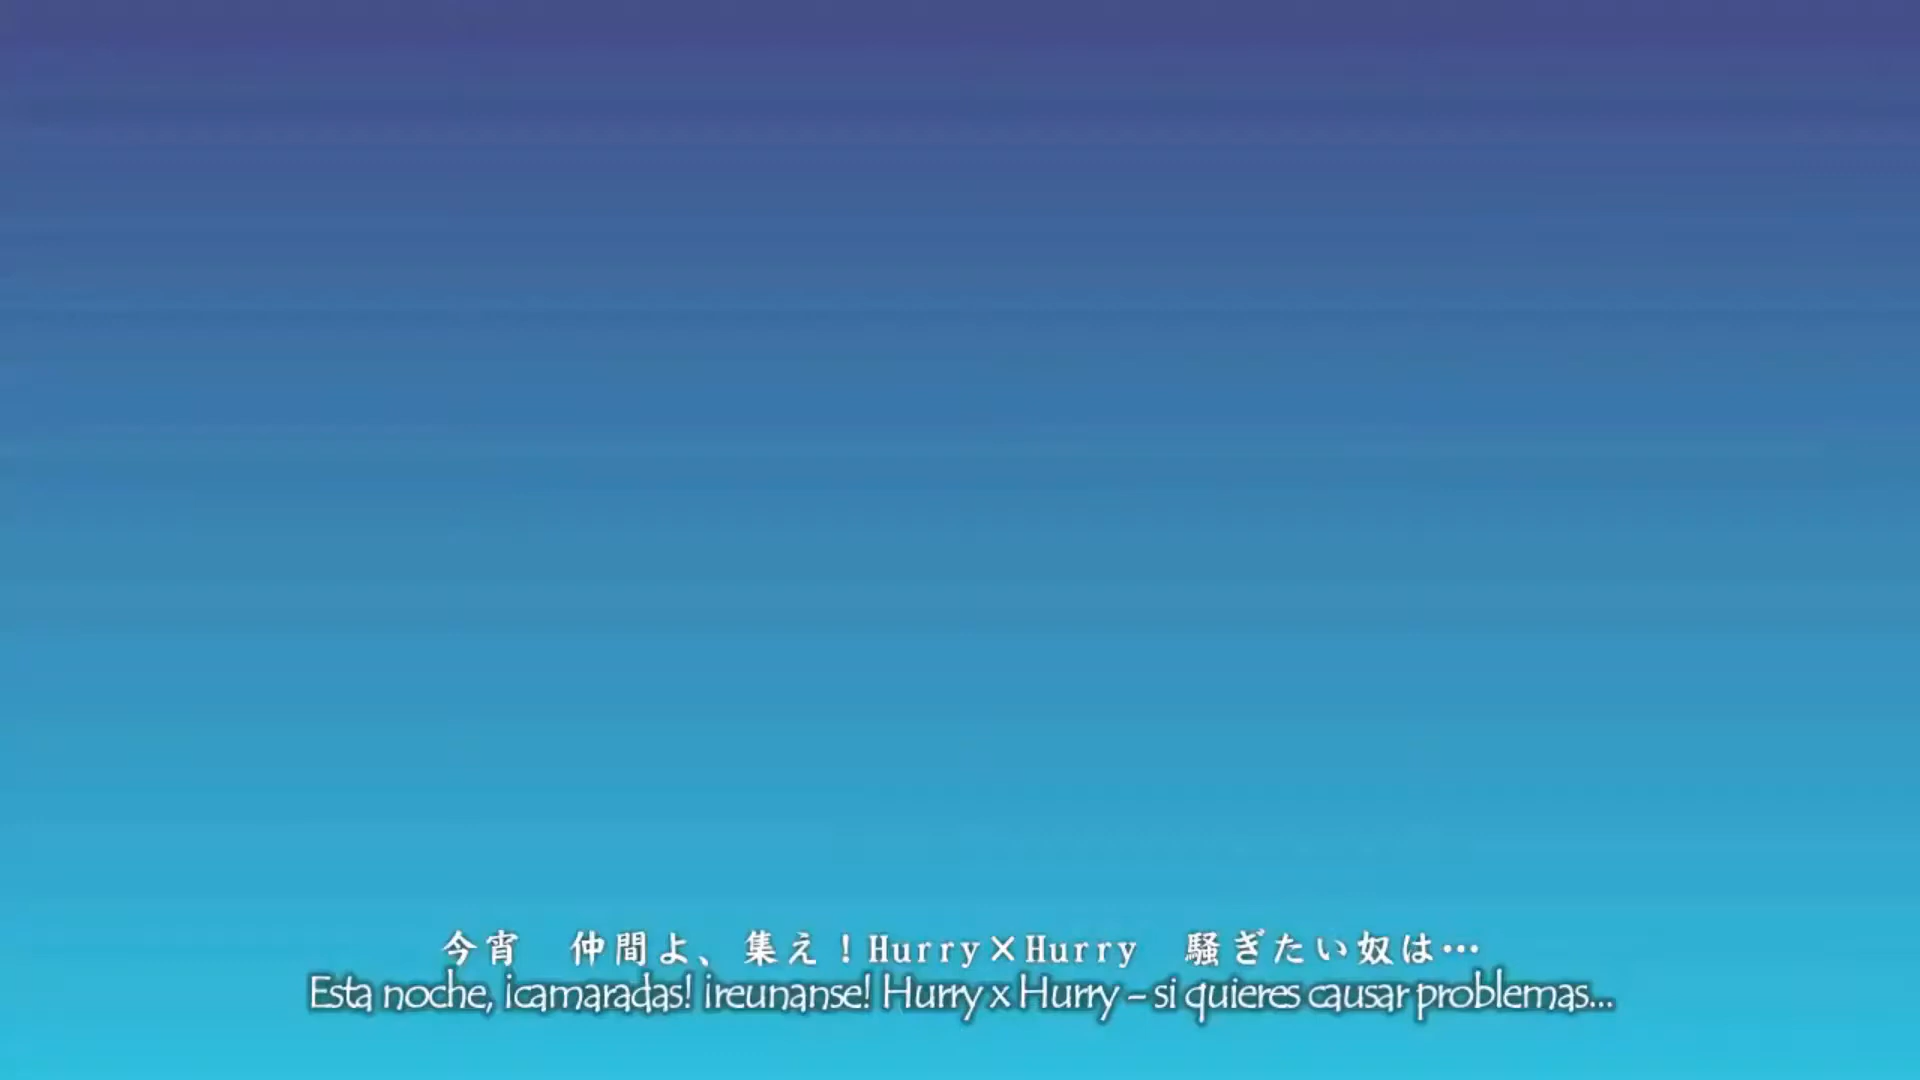 今宵　仲間よ、集え！Hurry×Hurry　騒ぎたい奴は…
Esta noche, ¡camaradas! ¡reunanse! Hurry x Hurry – si quieres causar problemas...